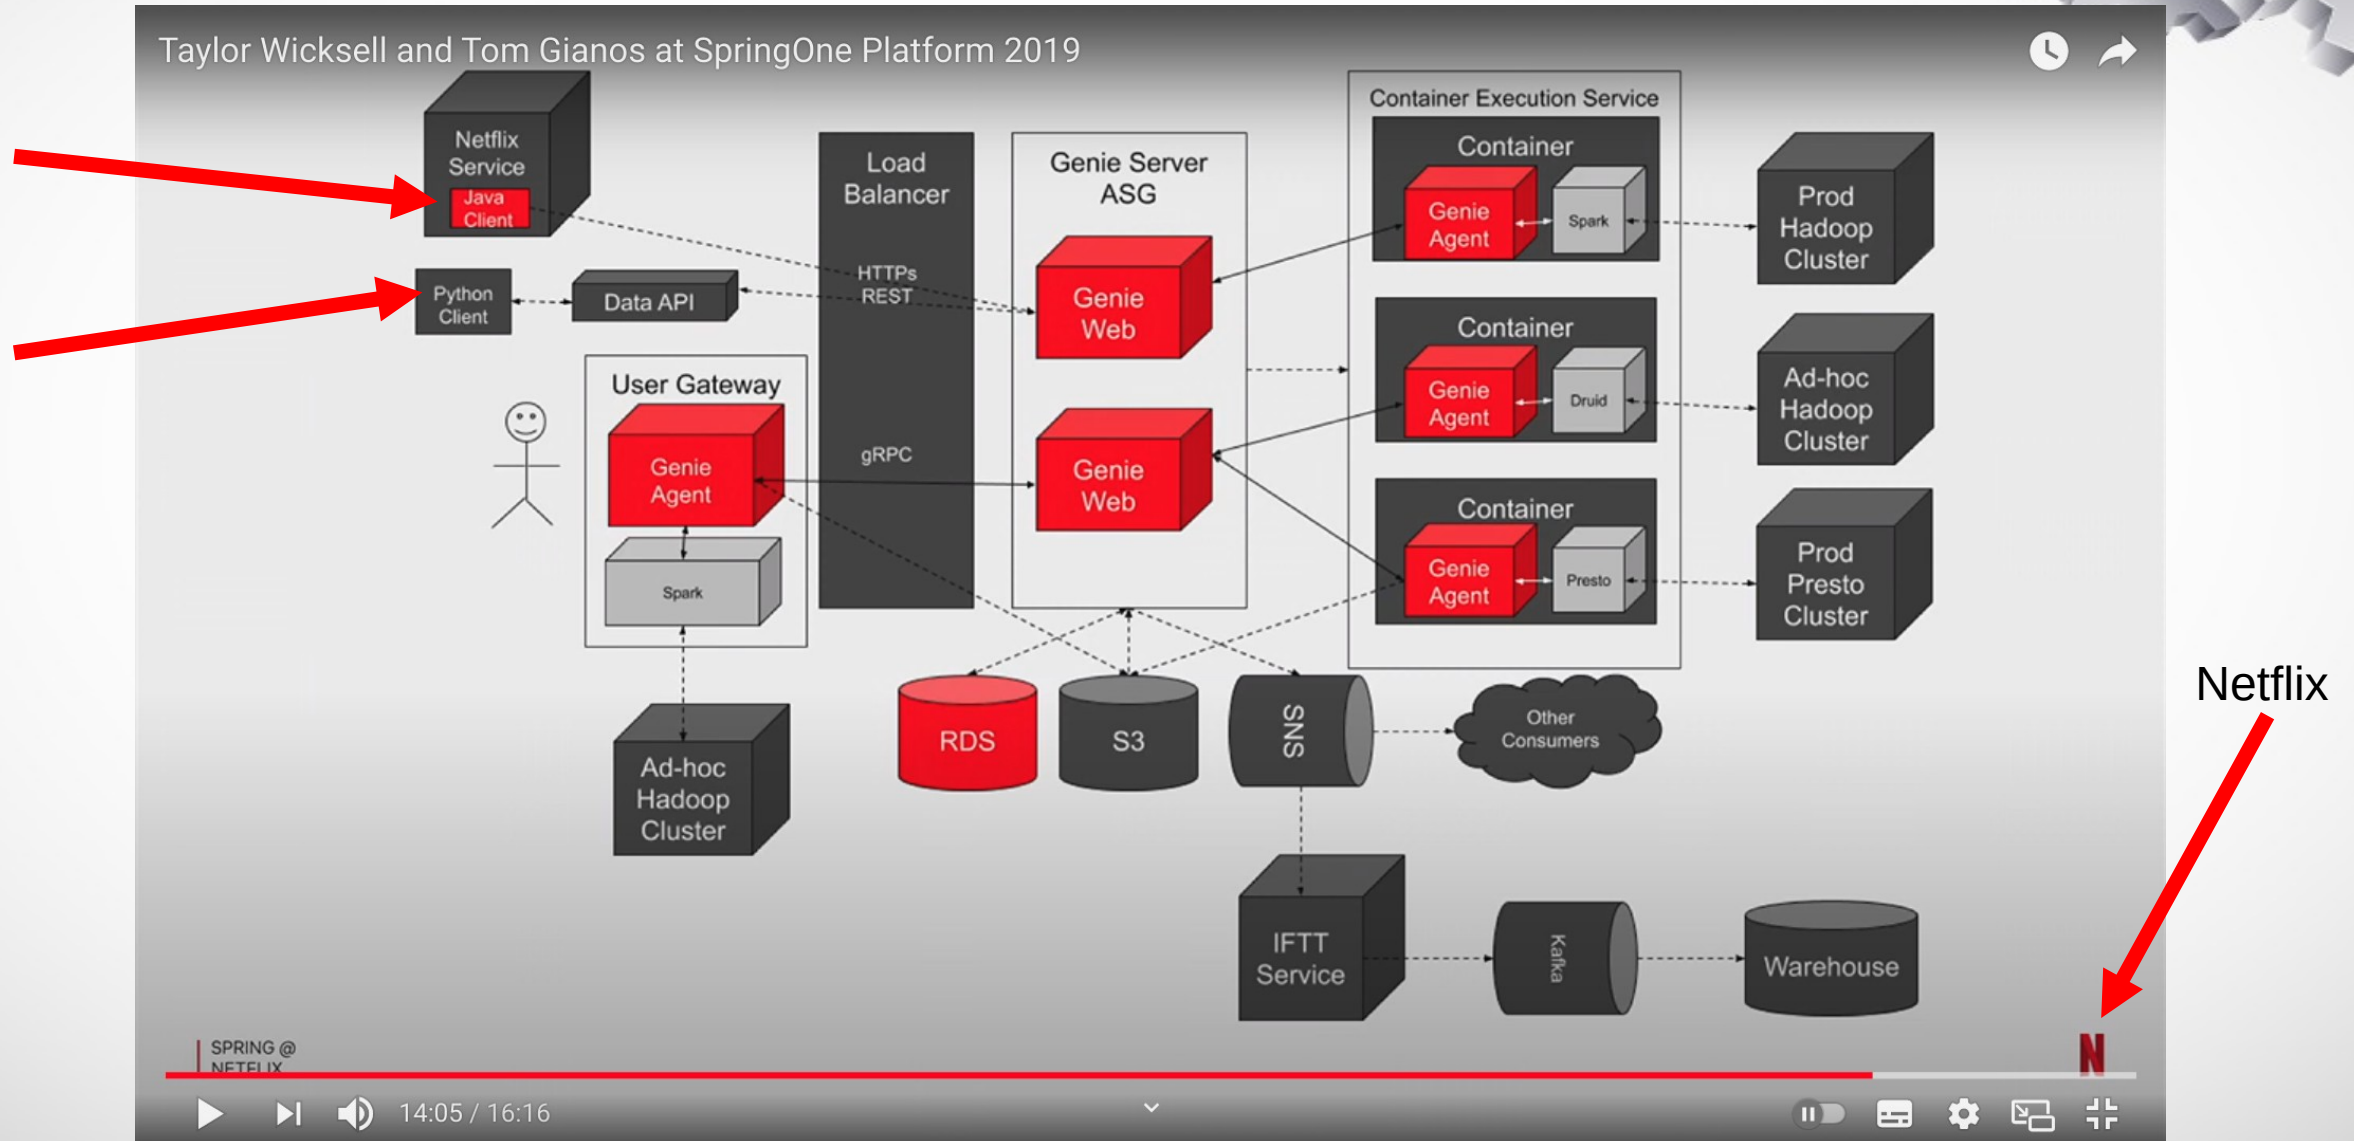 Taylor Wicksell and Tom Gianos at SpringOne Platform 2019
Netflix
Service
Java
Client
Python
Client
Data API
Load
Balancer
HTTPs
REST
gRPC
User Gateway
Genie
Agent
Spark
Ad-hoc
Hadoop
Cluster
Genie Server
ASG
Genie
Web
Genie
Web
Container Execution Service
Container
Genie
Agent
Spark
Container
Genie
Agent
Druid
Container
Genie
Agent
Presto
Prod
Hadoop
Cluster
Ad-hoc
Hadoop
Cluster
Prod
Presto
Cluster
RDS
S3
SNS
Other
Consumers
IFTT
Service
Kafka
Warehouse
Netflix
SPRING @
NETFLIX
N
14:05 / 16:16